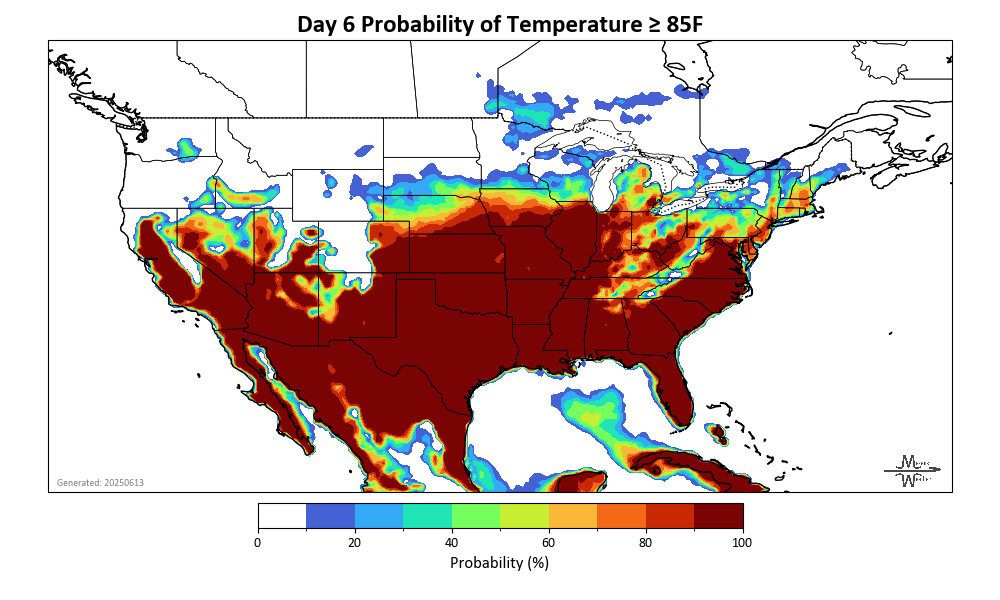 Day 6 Probability of Temperature ≥ 85F
Generated: 20250613
0 20 40 60 80 100
Probability (%)